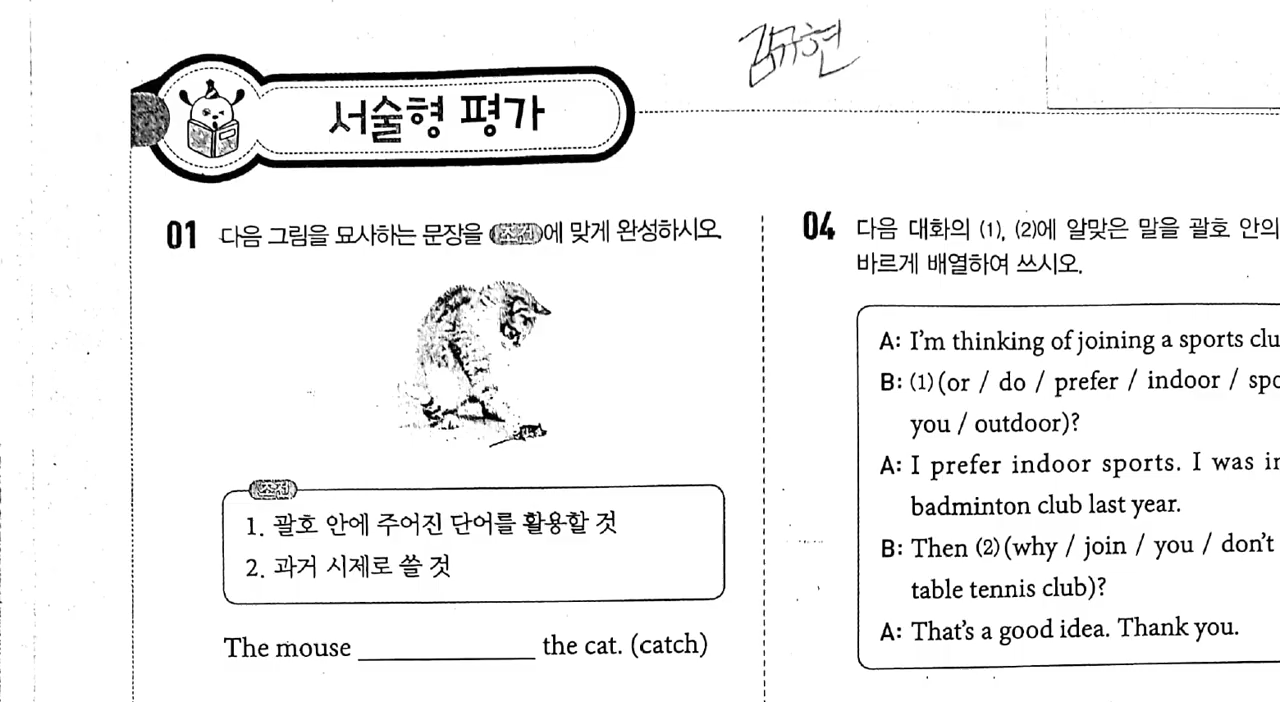 김규현
서술형 평가
01 다음 그림을 묘사하는 문장을 조건에 맞게 완성하시오.
조건
1. 괄호 안에 주어진 단어를 활용할 것
2. 과거 시제로 쓸 것
The mouse ____________ the cat. (catch)
04 다음 대화의 (1), (2)에 알맞은 말을 괄호 안의
바르게 배열하여 쓰시오.
A: I'm thinking of joining a sports clu
B: (1)(or / do / prefer / indoor / spo
you / outdoor)?
A: I prefer indoor sports. I was in
badminton club last year.
B: Then (2)(why / join / you / don't
table tennis club)?
A: That's a good idea. Thank you.